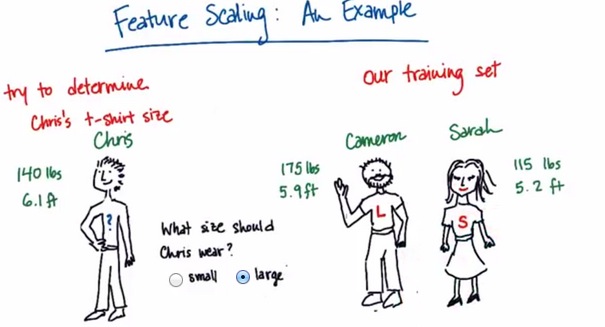 Feature Scaling: An Example
try to determine
Chris's t-shirt size
Chris
140 lbs
6.1 ft
?
What size should
Chris wear?
small
large
Our training set
Cameron
175 lbs
5.9 ft
L
Sarah
115 lbs
5.2 ft
S